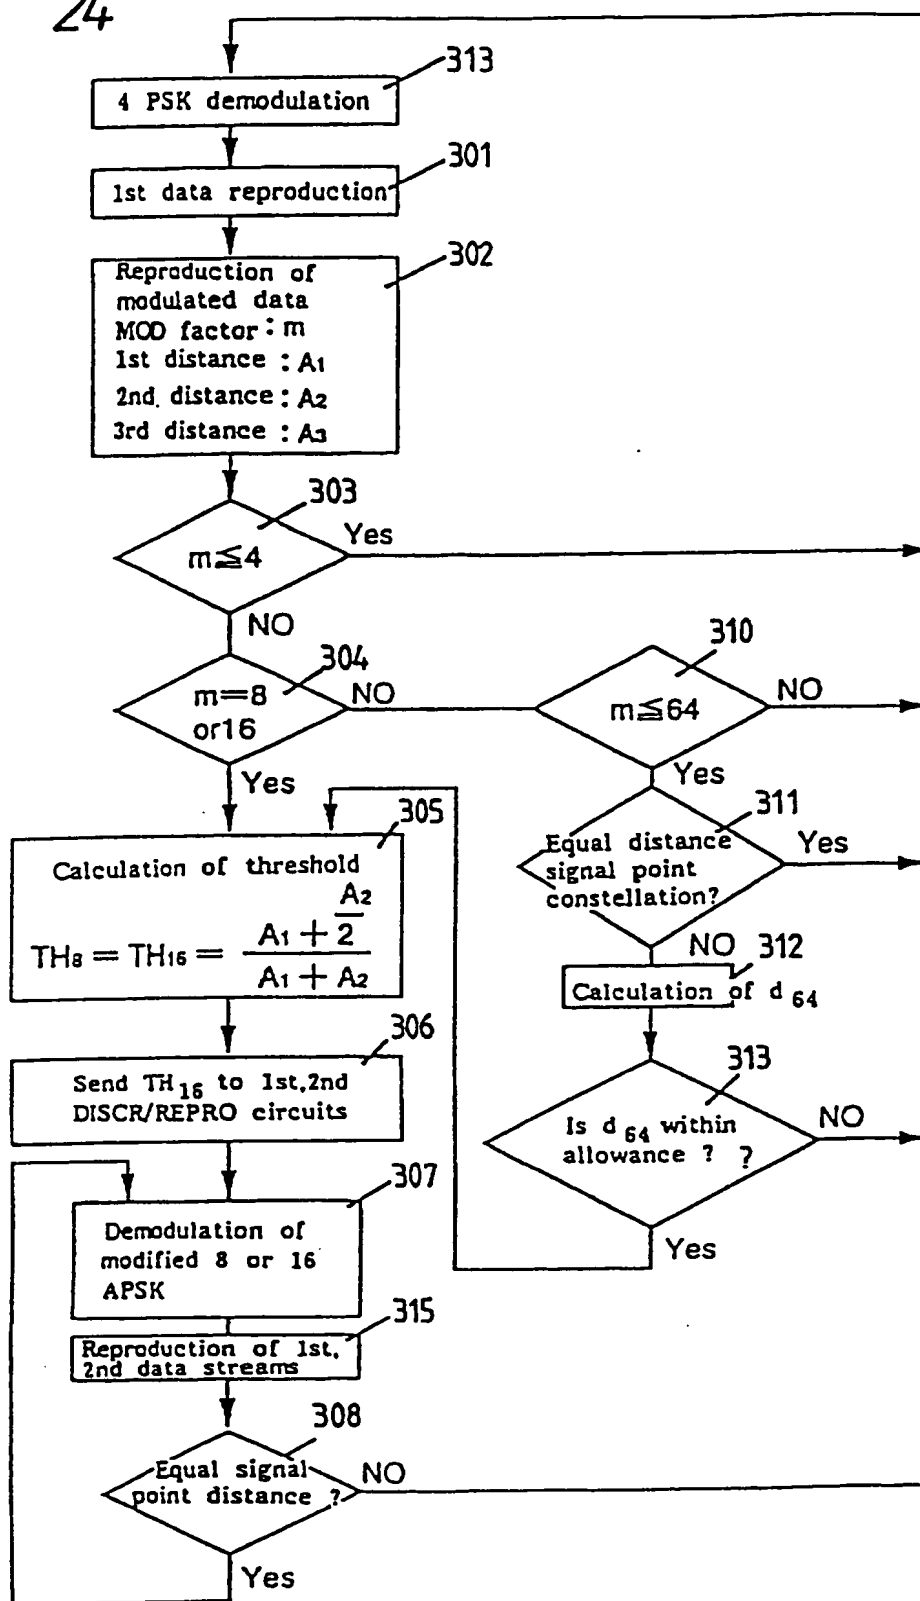 24
313
4 PSK demodulation
301
1st data reproduction
302
Reproduction of
modulated data
MOD factor : m
1st distance : A1
2nd. distance : A2
3rd distance : A3
303
m≦4
Yes
NO
304
m=8
or16
NO
Yes
310
m≦64
NO
Yes
311
Equal distance
signal point
constellation?
Yes
NO
312
Calculation of d 64
313
Is d 64 within
allowance ? ?
NO
Yes
305
Calculation of threshold
TH8 = TH16 = (A1 + A2/2) / (A1 + A2)
306
Send TH16 to 1st,2nd
DISCR/REPRO circuits
307
Demodulation of
modified 8 or 16
APSK
315
Reproduction of 1st,
2nd data streams
308
Equal signal
point distance ?
NO
Yes